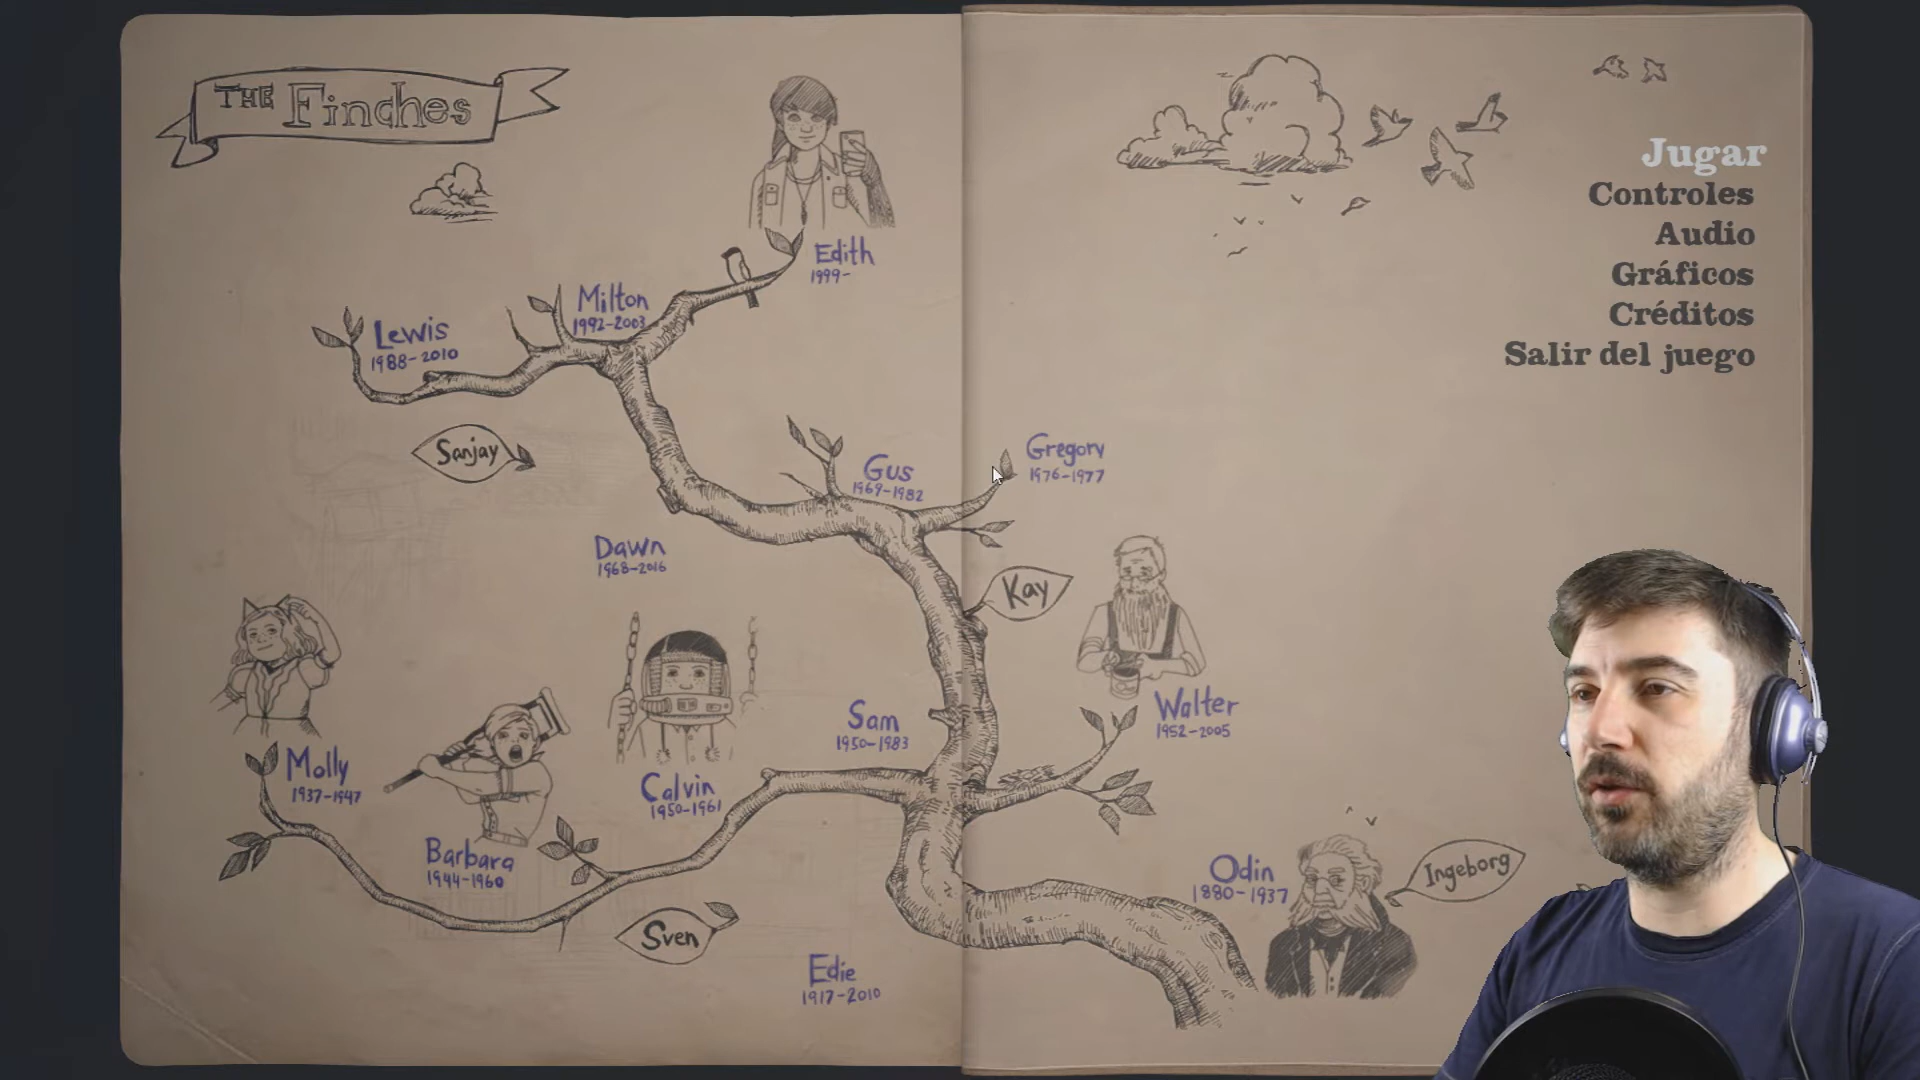 THE Finches
Edith
1999-
Milton
1992-2003
Lewis
1988-2010
Sanjay
Gus
1969-1982
Gregory
1976-1977
Dawn
1968-2016
Kay
Sam
1950-1983
Walter
1952-2005
Molly
1937-1947
Calvin
1950-1961
Barbara
1944-1960
Sven
Edie
1917-2010
Odin
1880-1937
Ingeborg
Jugar
Controles
Audio
Gráficos
Créditos
Salir del juego